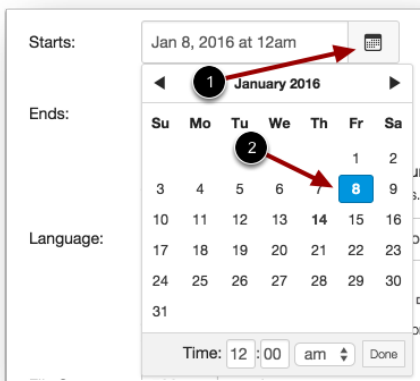 Starts:
Jan 8, 2016 at 12am
1
January 2016
Ends:
Su Mo Tu We Th Fr Sa
2
1 2
3 4 5 6 7 8 9
10 11 12 13 14 15 16
Language:
17 18 19 20 21 22 23
24 25 26 27 28 29 30
31
Time: 12 : 00 am Done